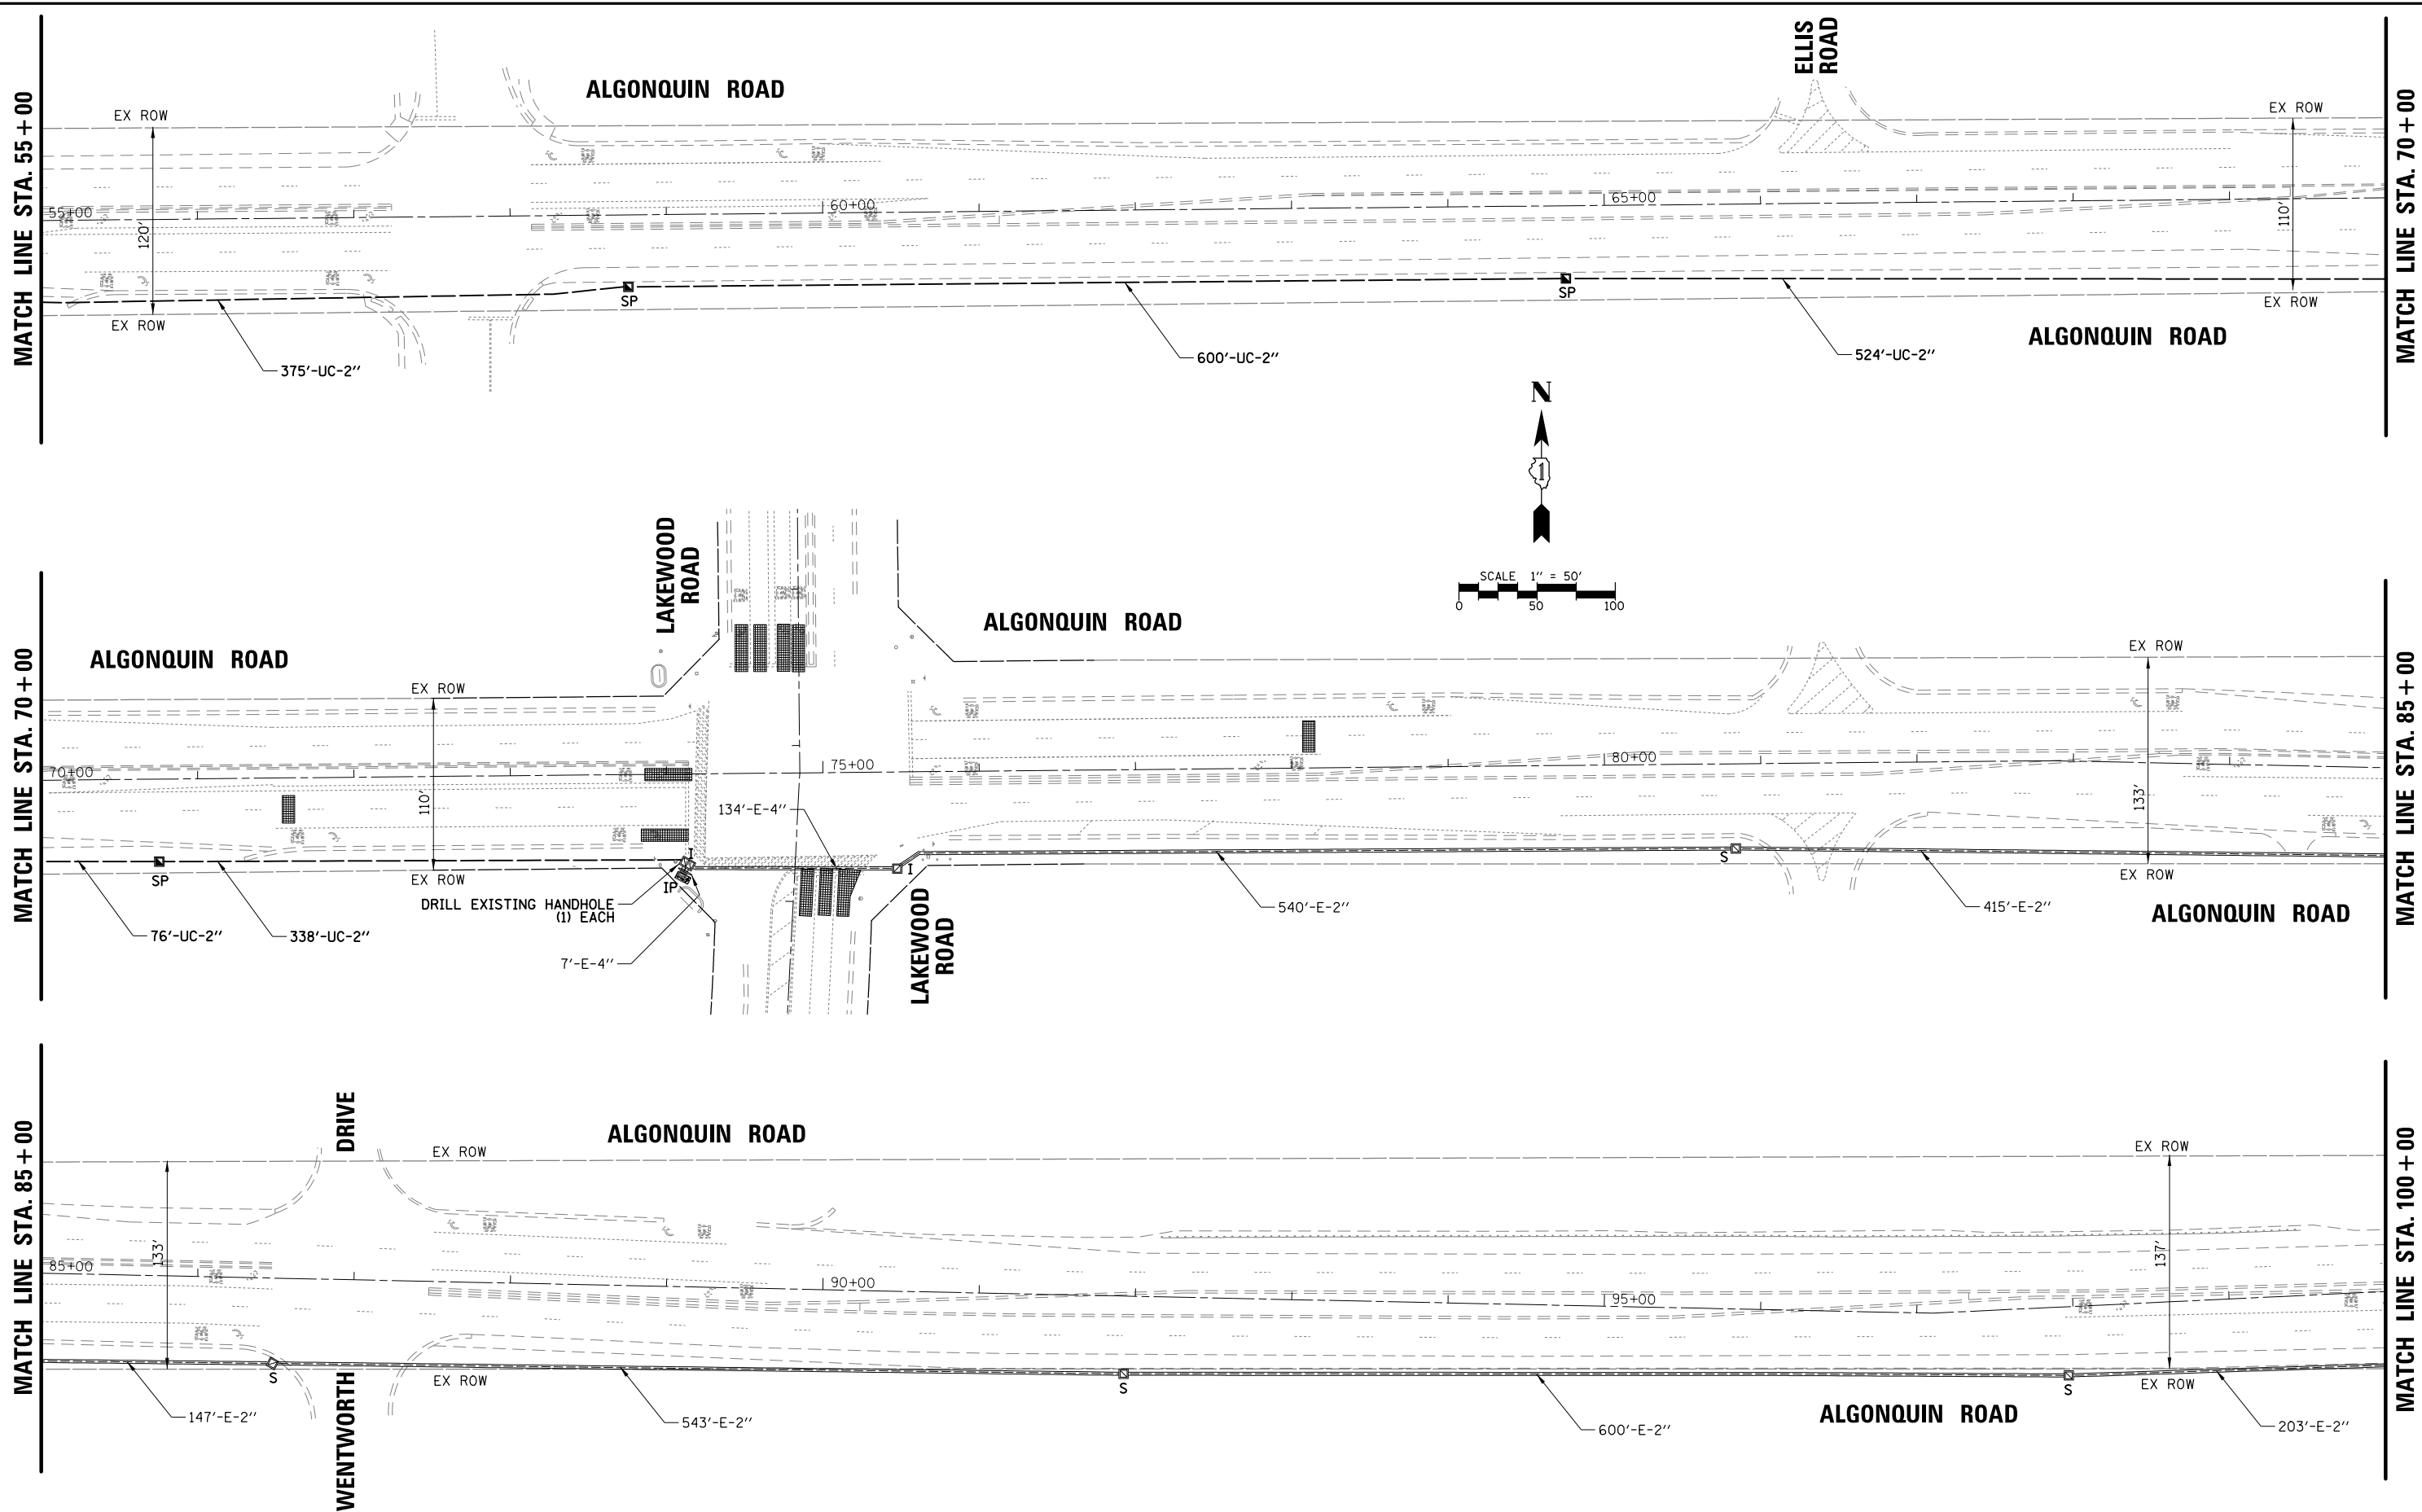 MATCH LINE STA. 55+00
EX ROW
ALGONQUIN ROAD
ELLIS
ROAD
EX ROW
MATCH LINE STA. 70+00
55+00
60+00
65+00
120'
110'
SP
SP
EX ROW
EX ROW
ALGONQUIN ROAD
375'-UC-2''
600'-UC-2''
524'-UC-2''
N
1
SCALE 1'' = 50'
0 50 100
MATCH LINE STA. 70+00
ALGONQUIN ROAD
LAKEWOOD
ROAD
ALGONQUIN ROAD
EX ROW
EX ROW
MATCH LINE STA. 85+00
70+00
75+00
80+00
110'
133'
134'-E-4''
SP
I
I
S
EX ROW
IP
EX ROW
DRILL EXISTING HANDHOLE
(1) EACH
76'-UC-2''
338'-UC-2''
7'-E-4''
LAKEWOOD
ROAD
540'-E-2''
415'-E-2''
ALGONQUIN ROAD
MATCH LINE STA. 85+00
DRIVE
ALGONQUIN ROAD
EX ROW
EX ROW
MATCH LINE STA. 100+00
85+00
90+00
95+00
133'
137'
S
S
S
EX ROW
EX ROW
147'-E-2''
WENTWORTH
543'-E-2''
600'-E-2''
203'-E-2''
ALGONQUIN ROAD